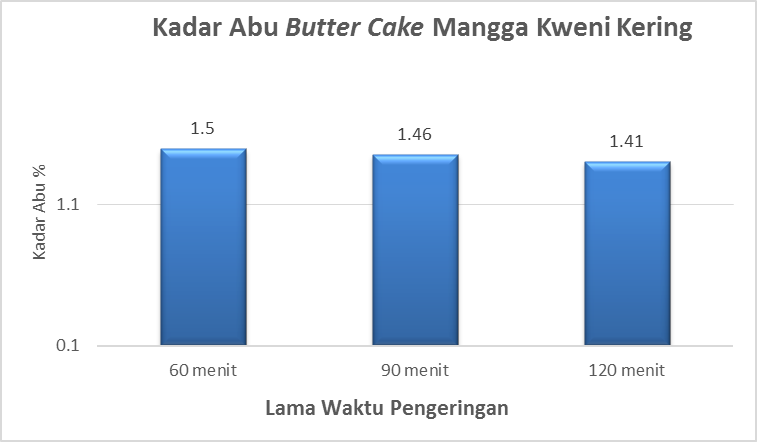 Kadar Abu Butter Cake Mangga Kweni Kering
1.5
1.46
1.41
Kadar Abu %
1.1
0.1
60 menit
90 menit
120 menit
Lama Waktu Pengeringan